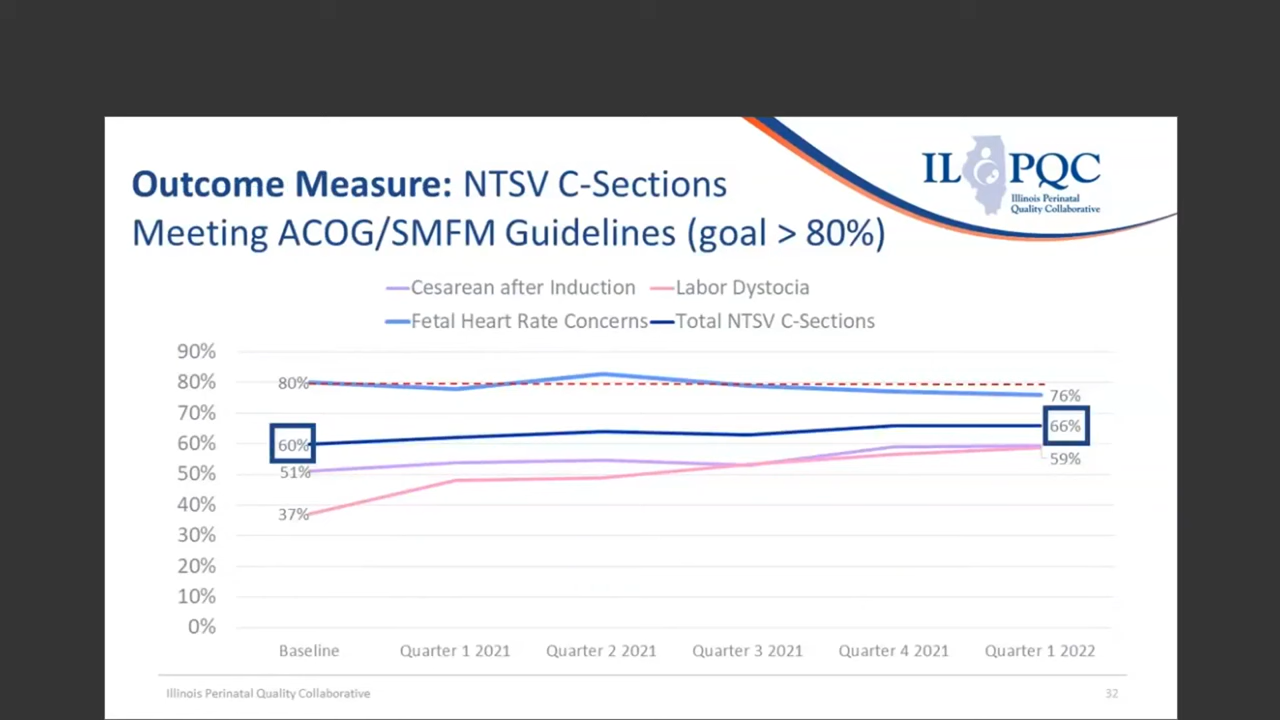 Outcome Measure: NTSV C-Sections
Meeting ACOG/SMFM Guidelines (goal > 80%)
IL PQC
Illinois Perinatal
Quality Collaborative
Cesarean after Induction
Labor Dystocia
Fetal Heart Rate Concerns
Total NTSV C-Sections
90%
80%
70%
60%
50%
40%
30%
20%
10%
0%
80%
60%
51%
37%
76%
66%
59%
Baseline
Quarter 1 2021
Quarter 2 2021
Quarter 3 2021
Quarter 4 2021
Quarter 1 2022
Illinois Perinatal Quality Collaborative
32